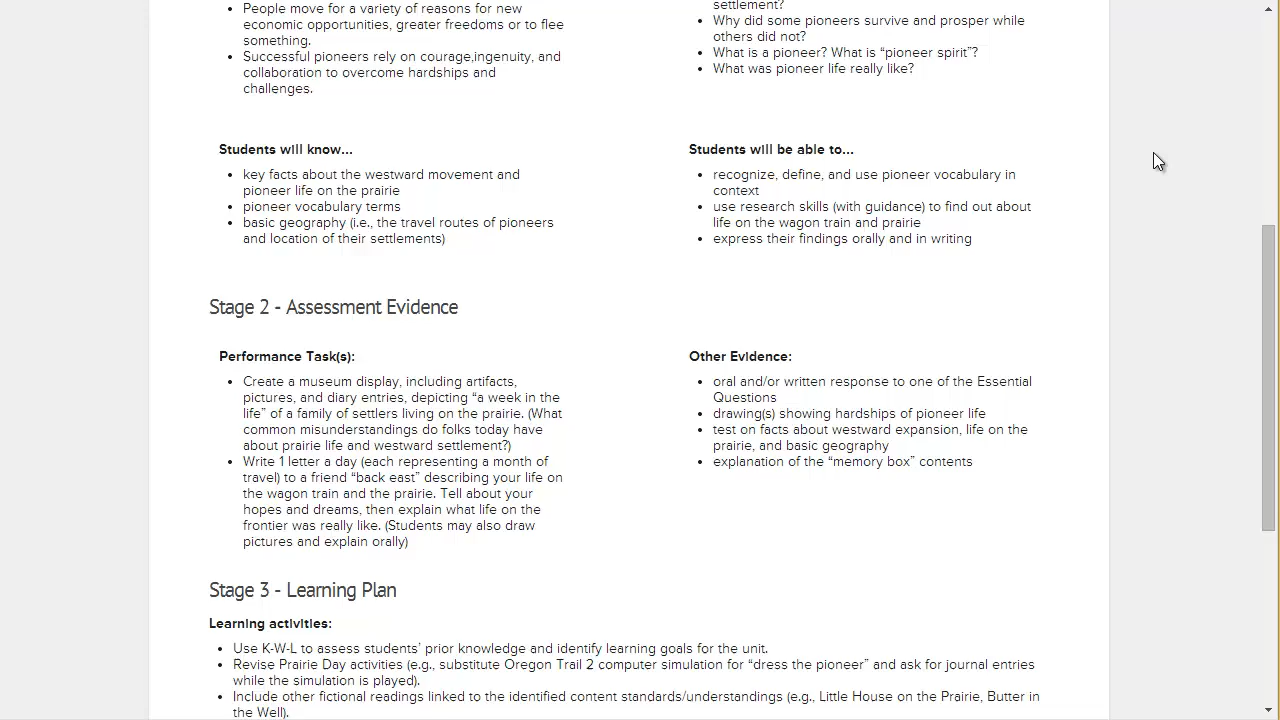 People move for a variety of reasons for new
economic opportunities, greater freedoms or to flee
something.
Successful pioneers rely on courage,ingenuity, and
collaboration to overcome hardships and
challenges.
settlement?
Why did some pioneers survive and prosper while
others did not?
What is a pioneer? What is “pioneer spirit”?
What was pioneer life really like?
Students will know...
key facts about the westward movement and
pioneer life on the prairie
pioneer vocabulary terms
basic geography (i.e., the travel routes of pioneers
and location of their settlements)
Students will be able to...
recognize, define, and use pioneer vocabulary in
context
use research skills (with guidance) to find out about
life on the wagon train and prairie
express their findings orally and in writing
Stage 2 - Assessment Evidence
Performance Task(s):
Create a museum display, including artifacts,
pictures, and diary entries, depicting “a week in the
life” of a family of settlers living on the prairie. (What
common misunderstandings do folks today have
about prairie life and westward settlement?)
Write 1 letter a day (each representing a month of
travel) to a friend “back east” describing your life on
the wagon train and the prairie. Tell about your
hopes and dreams, then explain what life on the
frontier was really like. (Students may also draw
pictures and explain orally)
Other Evidence:
oral and/or written response to one of the Essential
Questions
drawing(s) showing hardships of pioneer life
test on facts about westward expansion, life on the
prairie, and basic geography
explanation of the “memory box” contents
Stage 3 - Learning Plan
Learning activities:
Use K-W-L to assess students’ prior knowledge and identify learning goals for the unit.
Revise Prairie Day activities (e.g., substitute Oregon Trail 2 computer simulation for “dress the pioneer” and ask for journal entries
while the simulation is played).
Include other fictional readings linked to the identified content standards/understandings (e.g., Little House on the Prairie, Butter in
the Well).